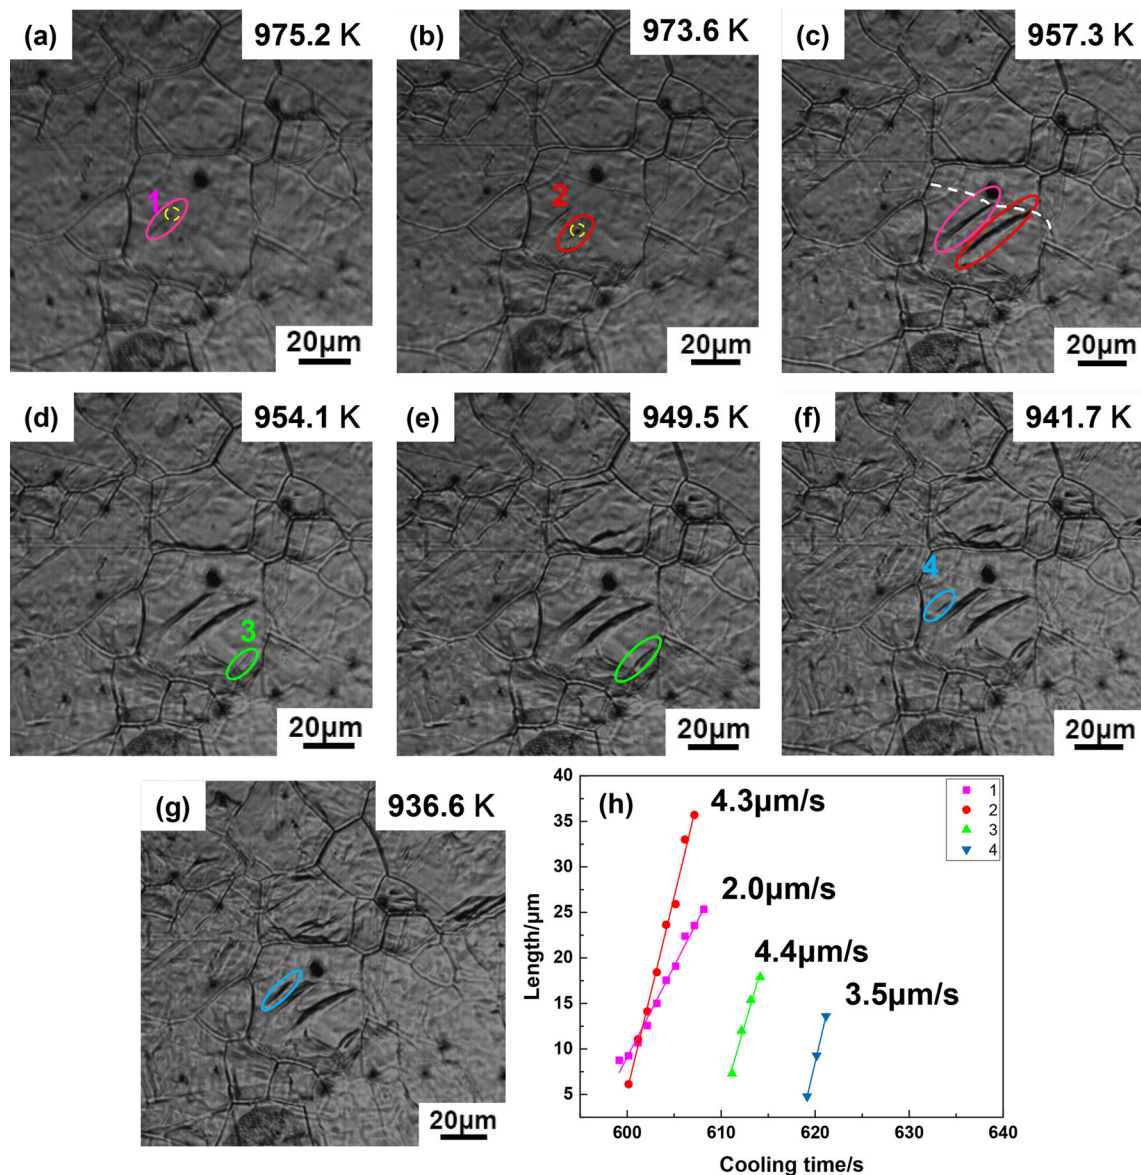 (a)
975.2 K
1
20μm
(b)
973.6 K
2
20μm
(c)
957.3 K
20μm
(d)
954.1 K
3
20μm
(e)
949.5 K
20μm
(f)
941.7 K
4
20μm
(g)
936.6 K
20μm
(h)
4.3μm/s
2.0μm/s
4.4μm/s
3.5μm/s
1
2
3
4
Length/μm
40
35
30
25
20
15
10
5
600
610
620
630
640
Cooling time/s